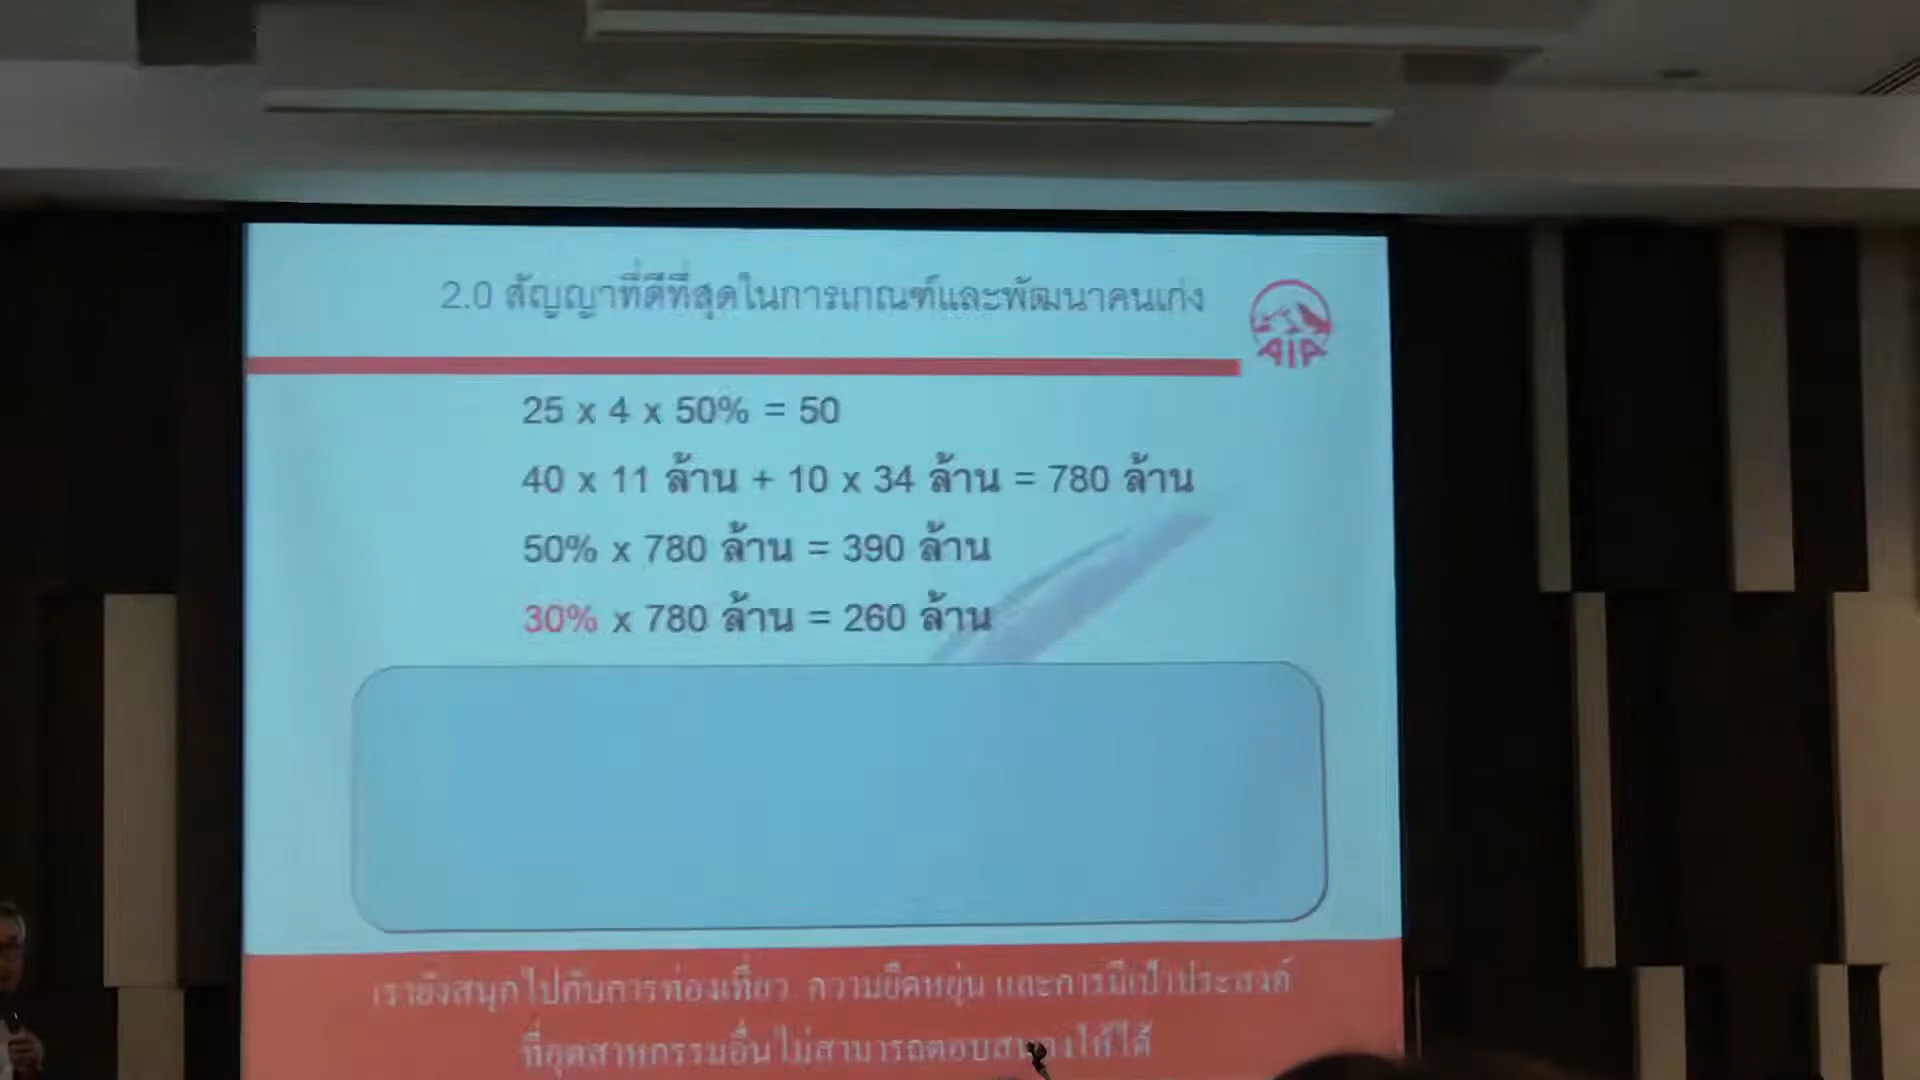 2.0 สัญญาที่ดีที่สุดในการเกณฑ์และพัฒนาคนเก่ง
AIA
25 x 4 x 50% = 50
40 x 11 ล้าน + 10 x 34 ล้าน = 780 ล้าน
50% x 780 ล้าน = 390 ล้าน
30% x 780 ล้าน = 260 ล้าน
เรายังสนุกไปกับการท่องเที่ยว ความยืดหยุ่น และการมีเป้าประสงค์
ที่อุตสาหกรรมอื่นไม่สามารถตอบสนองให้ได้